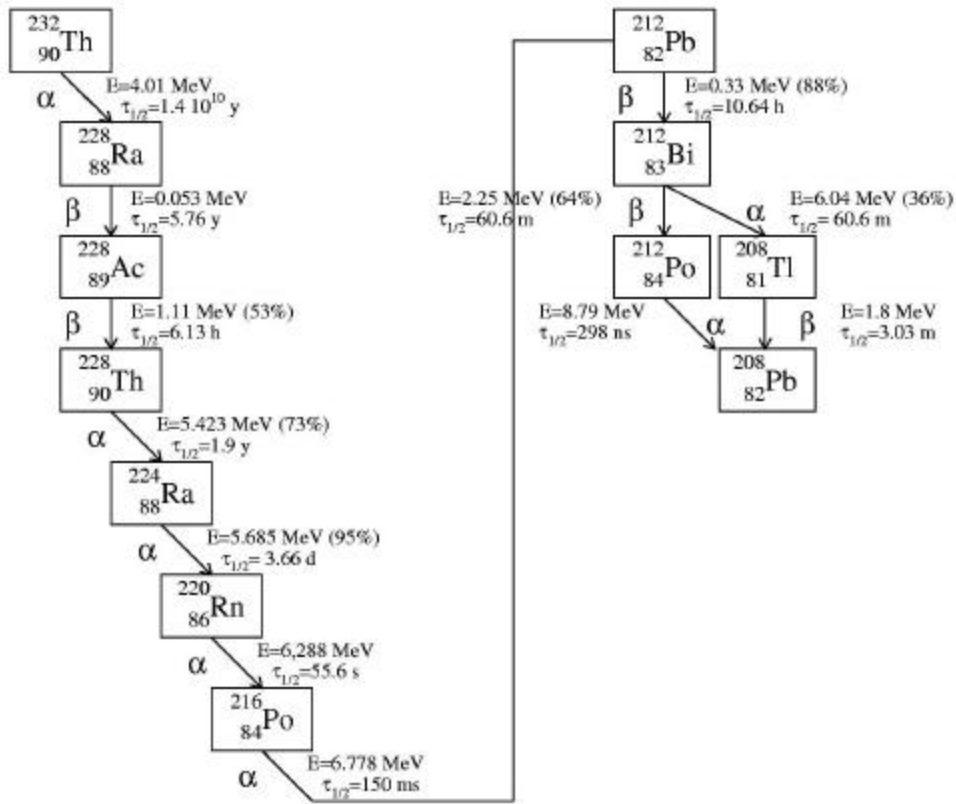 232
90Th
α
E=4.01 MeV
τ1/2=1.4 10^10 y
228
88Ra
β
E=0.053 MeV
τ1/2=5.76 y
228
89Ac
β
E=1.11 MeV (53%)
τ1/2=6.13 h
228
90Th
α
E=5.423 MeV (73%)
τ1/2=1.9 y
224
88Ra
α
E=5.685 MeV (95%)
τ1/2= 3.66 d
220
86Rn
α
E=6,288 MeV
τ1/2=55.6 s
216
84Po
α
E=6.778 MeV
τ1/2=150 ms
212
82Pb
β
E=0.33 MeV (88%)
τ1/2=10.64 h
212
83Bi
E=2.25 MeV (64%)
τ1/2=60.6 m
β
α
E=6.04 MeV (36%)
τ1/2= 60.6 m
212
84Po
208
81Tl
E=8.79 MeV
τ1/2=298 ns
α
β
E=1.8 MeV
τ1/2=3.03 m
208
82Pb